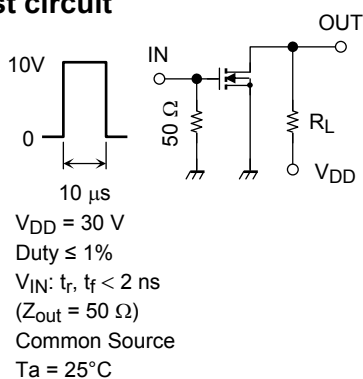 st circuit
OUT
IN
10V
50 Ω
RL
0
VDD
10 μs
VDD = 30 V
Duty ≤ 1%
VIN: tr, tf < 2 ns
(Zout = 50 Ω)
Common Source
Ta = 25°C